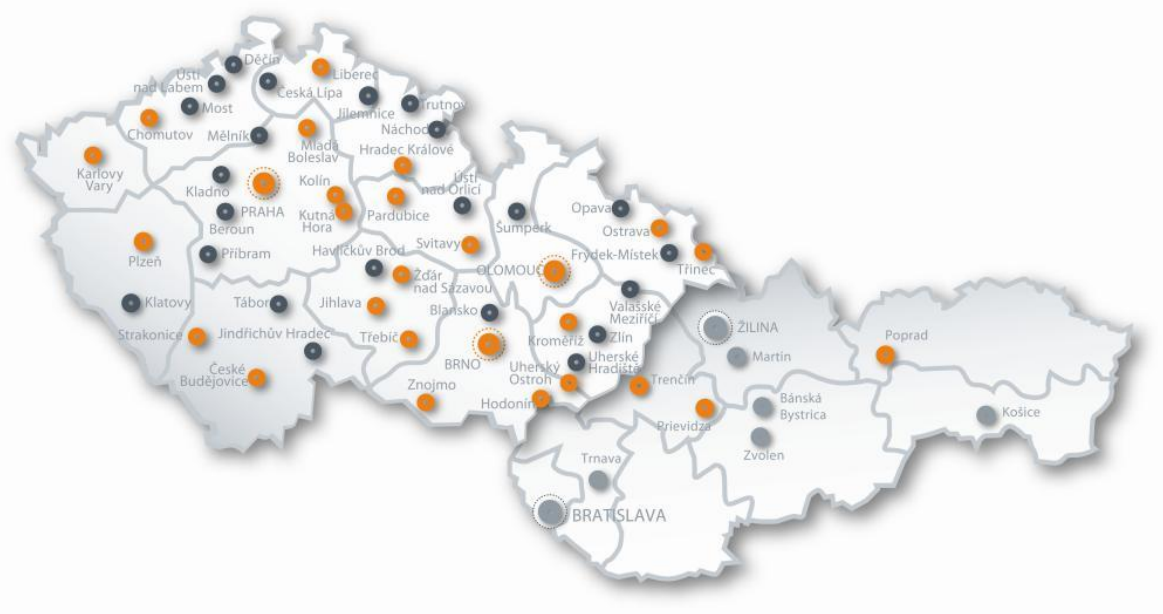 Děčín
Ústí
nad Labem
Liberec
Česká Lípa
Most
Jilemnice
Trutnov
Chomutov
Mělník
Náchod
Mladá
Boleslav
Hradec Králové
Karlovy
Vary
Kladno
Kolín
Ústí
nad Orlicí
PRAHA
Kutná
Hora
Pardubice
Beroun
Šumperk
Opava
Ostrava
Příbram
Havlíčkův Brod
Svitavy
Frýdek-Místek
Třinec
Plzeň
OLOMOUC
Žďár
nad Sázavou
Klatovy
Tábor
Jihlava
Blansko
Valašské
Meziříčí
Strakonice
Jindřichův Hradec
Třebíč
Kroměříž
Zlín
ŽILINA
Poprad
BRNO
Uherské
Hradiště
Martin
České
Budějovice
Znojmo
Uherský
Ostroh
Trenčín
Hodonín
Bánská
Bystrica
Košice
Prievidza
Zvolen
Trnava
BRATISLAVA